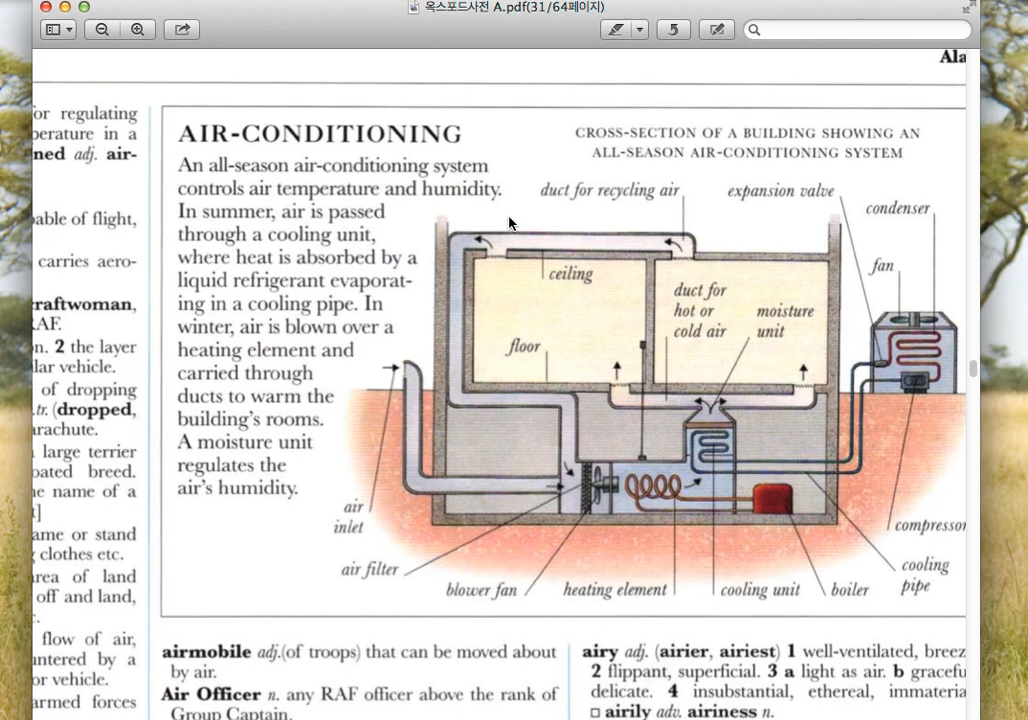 옥스포드사전 A.pdf(31/64페이지)
Ala
or regulating
perature in a
ned adj. air-
able of flight,
carries aero-
raftwoman,
AF.
n. 2 the layer
lar vehicle.
of dropping
.tr. (dropped,
arachute.
large terrier
oated breed.
e name of a
t]
ame or stand
clothes etc.
area of land
off and land,
flow of air,
untered by a
or vehicle.
armed forces
AIR-CONDITIONING
An all-season air-conditioning system
controls air temperature and humidity.
In summer, air is passed
through a cooling unit,
where heat is absorbed by a
liquid refrigerant evaporat-
ing in a cooling pipe. In
winter, air is blown over a
heating element and
carried through
ducts to warm the
building's rooms.
A moisture unit
regulates the
air's humidity.
CROSS-SECTION OF A BUILDING SHOWING AN
ALL-SEASON AIR-CONDITIONING SYSTEM
duct for recycling air
expansion valve
condenser
fan
ceiling
duct for
hot or
cold air
moisture
unit
floor
air
inlet
air filter
blower fan
heating element
cooling unit
boiler
cooling
pipe
compressor
airmobile adj.(of troops) that can be moved about
by air.
Air Officer n. any RAF officer above the rank of
Group Captain.
airy adj. (airier, airiest) 1 well-ventilated, breez
2 flippant, superficial. 3 a light as air. b gracefu
delicate. 4 insubstantial, ethereal, immateria
□ airily adv. airiness n.